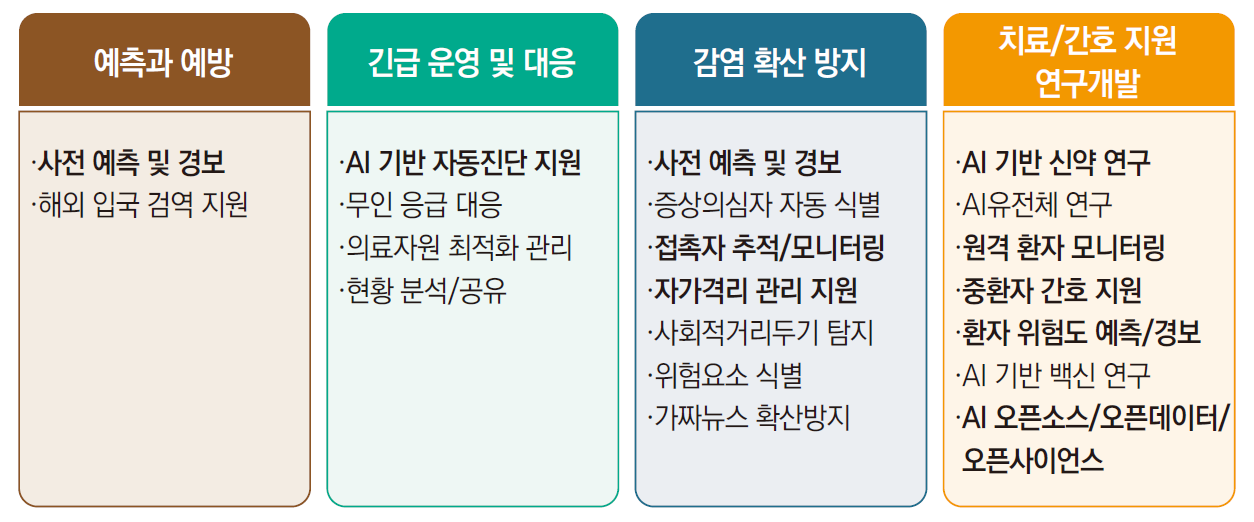 예측과 예방
·사전 예측 및 경보
·해외 입국 검역 지원
긴급 운영 및 대응
·AI 기반 자동진단 지원
·무인 응급 대응
·의료자원 최적화 관리
·현황 분석/공유
감염 확산 방지
·사전 예측 및 경보
·증상의심자 자동 식별
·접촉자 추적/모니터링
·자가격리 관리 지원
·사회적거리두기 탐지
·위험요소 식별
·가짜뉴스 확산방지
치료/간호 지원
연구개발
·AI 기반 신약 연구
·AI유전체 연구
·원격 환자 모니터링
·중환자 간호 지원
·환자 위험도 예측/경보
·AI 기반 백신 연구
·AI 오픈소스/오픈데이터/
오픈사이언스